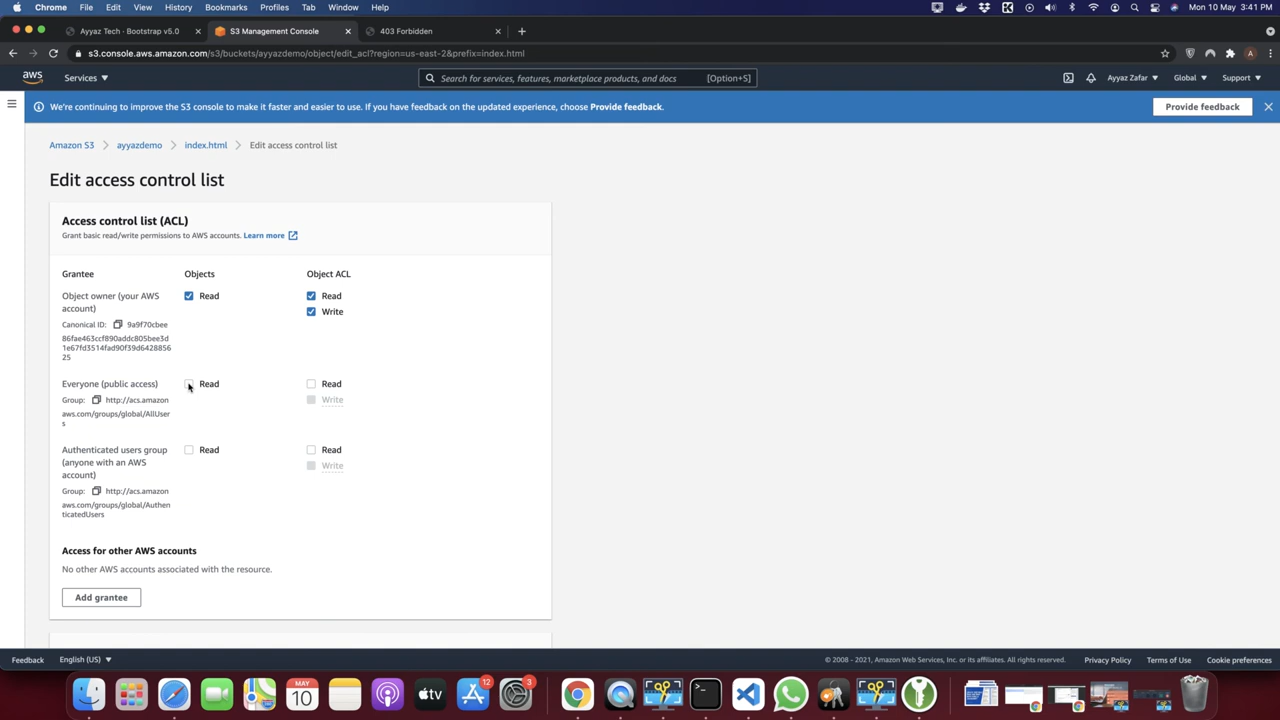 Chrome File Edit View History Bookmarks Profiles Tab Window Help Mon 10 May 3:41 PM
Ayyaz Tech · Bootstrap v5.0 S3 Management Console 403 Forbidden
s3.console.aws.amazon.com/s3/buckets/ayyazdemo/object/edit_acl?region=us-east-2&prefix=index.html A
aws Services Search for services, features, marketplace products, and docs [Option+S] Ayyaz Zafar Global Support
We're continuing to improve the S3 console to make it faster and easier to use. If you have feedback on the updated experience, choose Provide feedback. Provide feedback
Amazon S3 ayyazdemo index.html Edit access control list
Edit access control list
Access control list (ACL)
Grant basic read/write permissions to AWS accounts. Learn more
Grantee Objects Object ACL
Object owner (your AWS Read Read
account) Write
Canonical ID: 9a9f70cbee
86fae463ccf890addc805bee3d
1e67fd3514fad90f39d6428856
25
Everyone (public access) Read Read
Group: http://acs.amazon Write
aws.com/groups/global/AllUser
s
Authenticated users group Read Read
(anyone with an AWS Write
account)
Group: http://acs.amazon
aws.com/groups/global/Authen
ticatedUsers
Access for other AWS accounts
No other AWS accounts associated with the resource.
Add grantee
Feedback English (US) © 2008 - 2021, Amazon Web Services, Inc. or its affiliates. All rights reserved. Privacy Policy Terms of Use Cookie preferences
MAY 12 3
10 tv